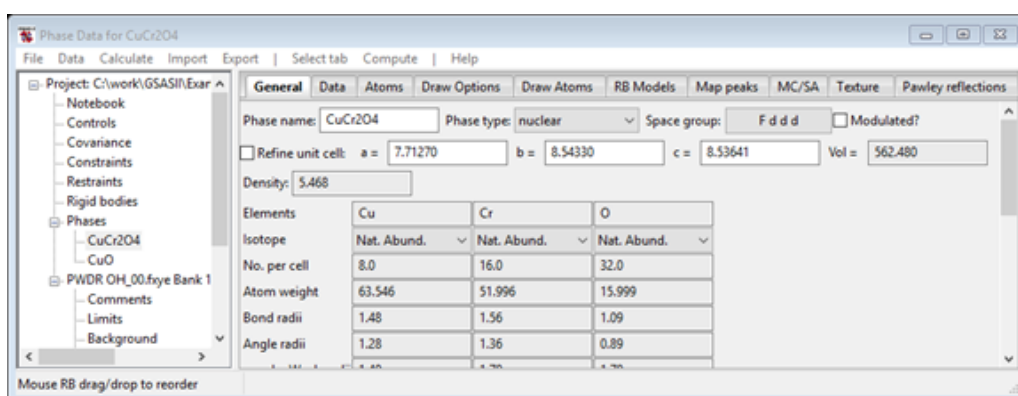 Phase Data for CuCr2O4
File Data Calculate Import Export | Select tab Compute | Help
Project: C:\work\GSASII\Exar
Notebook
Controls
Covariance
Constraints
Restraints
Rigid bodies
Phases
CuCr2O4
CuO
PWDR OH_00.fxye Bank 1
Comments
Limits
Background
General Data Atoms Draw Options Draw Atoms RB Models Map peaks MC/SA Texture Pawley reflections
Phase name: CuCr2O4 Phase type: nuclear Space group: F d d d Modulated?
Refine unit cell: a = 7.71270 b = 8.54330 c = 8.53641 Vol = 562.480
Density: 5.468
Elements Cu Cr O
Isotope Nat. Abund. Nat. Abund. Nat. Abund.
No. per cell 8.0 16.0 32.0
Atom weight 63.546 51.996 15.999
Bond radii 1.48 1.56 1.09
Angle radii 1.28 1.36 0.89
Mouse RB drag/drop to reorder